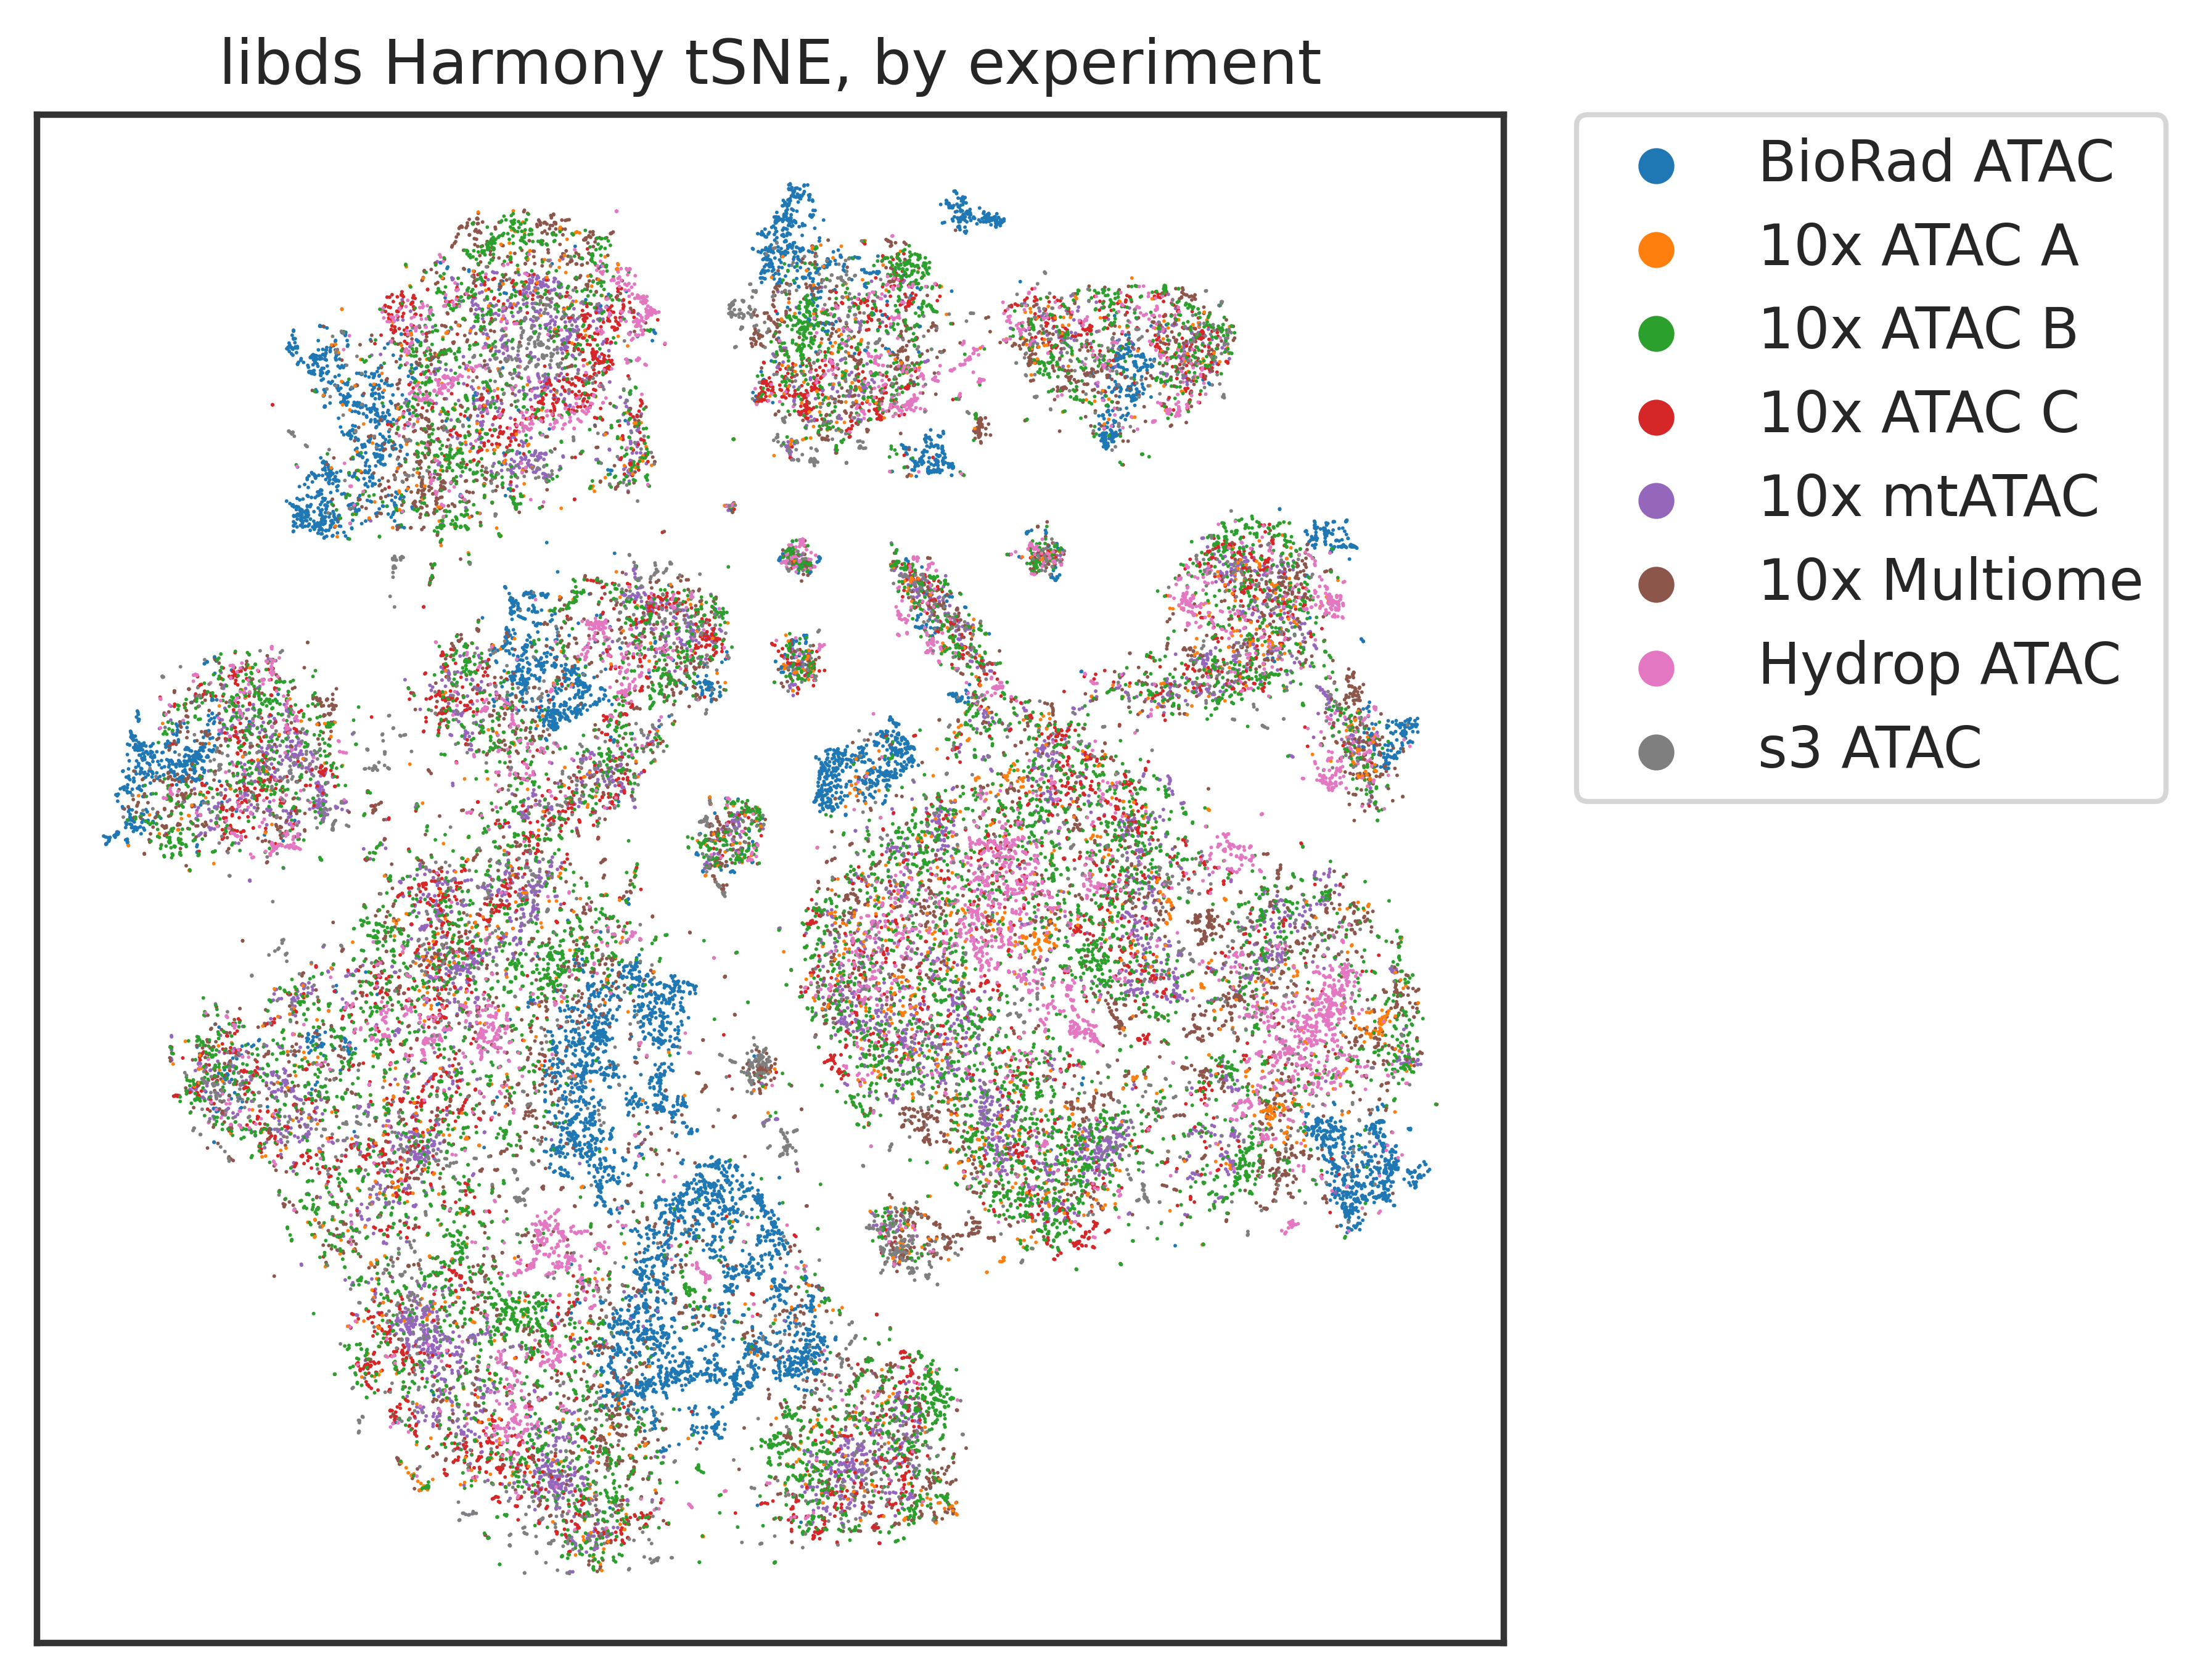 libds Harmony tSNE, by experiment
BioRad ATAC
10x ATAC A
10x ATAC B
10x ATAC C
10x mtATAC
10x Multiome
Hydrop ATAC
s3 ATAC